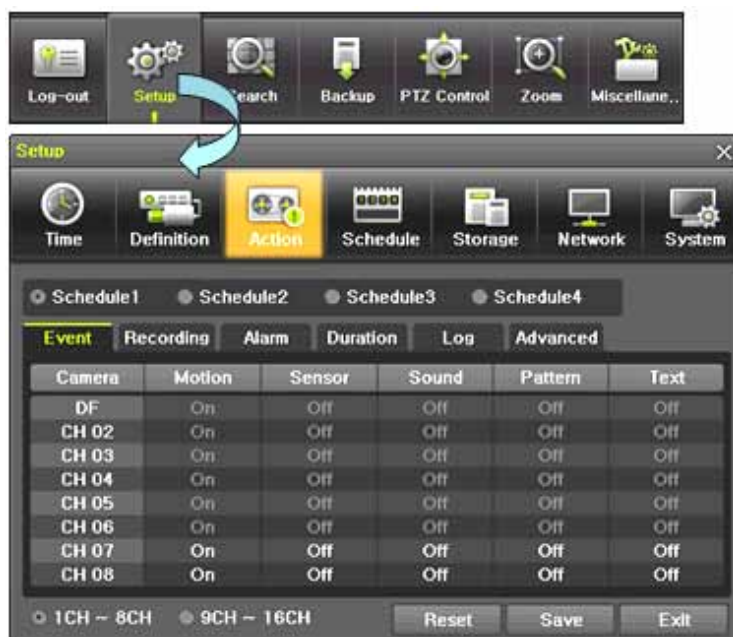 Log-out Setup Search Backup PTZ Control Zoom Miscellane..
Setup
Time Definition Action Schedule Storage Network System
Schedule1 Schedule2 Schedule3 Schedule4
Event Recording Alarm Duration Log Advanced
Camera Motion Sensor Sound Pattern Text
DF On Off Off Off Off
CH 02 On Off Off Off Off
CH 03 On Off Off Off Off
CH 04 On Off Off Off Off
CH 05 On Off Off Off Off
CH 06 On Off Off Off Off
CH 07 On Off Off Off Off
CH 08 On Off Off Off Off
1CH ~ 8CH 9CH ~ 16CH Reset Save Exit